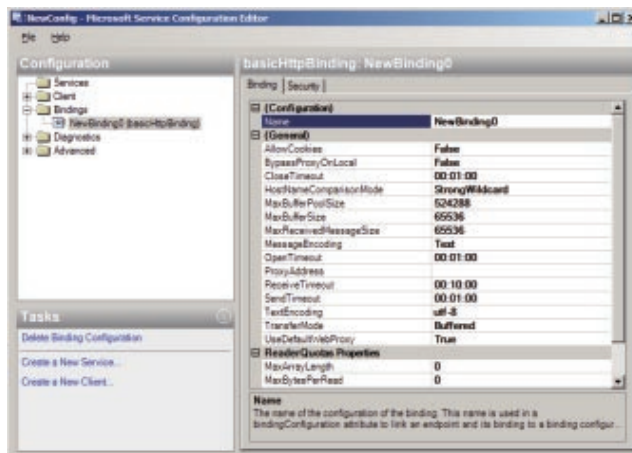 NewConfig - Microsoft Service Configuration Editor
File Help
Configuration
Services
Client
Bindings
NewBinding0 (basicHttpBinding)
Diagnostics
Advanced
Tasks
Delete Binding Configuration
Create a New Service...
Create a New Client...
basicHttpBinding: NewBinding0
Binding Security
(Configuration)
Name NewBinding0
(General)
AllowCookies False
BypassProxyOnLocal False
CloseTimeout 00:01:00
HostNameComparisonMode StrongWildcard
MaxBufferPoolSize 524288
MaxBufferSize 65536
MaxReceivedMessageSize 65536
MessageEncoding Text
OpenTimeout 00:01:00
ProxyAddress
ReceiveTimeout 00:10:00
SendTimeout 00:01:00
TextEncoding utf-8
TransferMode Buffered
UseDefaultWebProxy True
ReaderQuotas Properties
MaxArrayLength 0
MaxBytesPerRead 0
Name
The name of the configuration of the binding. This name is used in a
bindingConfiguration attribute to link an endpoint and its binding to a binding configur...